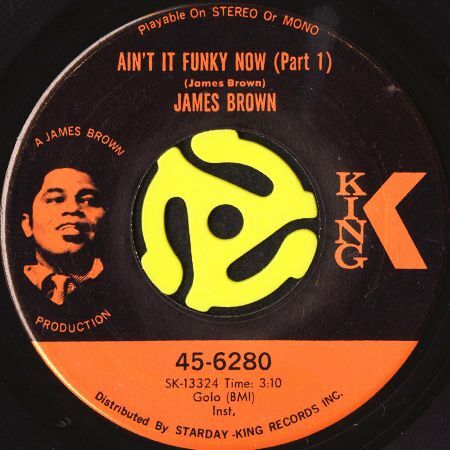 Playable On STEREO Or MONO
AIN'T IT FUNKY NOW (Part 1)
(James Brown)
JAMES BROWN
A JAMES BROWN
PRODUCTION
KING
K
45-6280
SK-13324 Time: 3:10
Golo (BMI)
Inst,
Distributed By STARDAY-KING RECORDS INC.